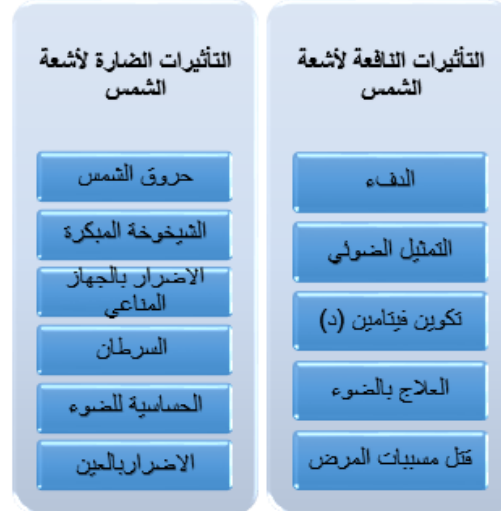 التأثيرات النافعة لأشعة
الشمس
الدفء
التمثيل الضوئي
تكوين فيتامين (د)
العلاج بالضوء
قتل مسببات المرض
التأثيرات الضارة لأشعة
الشمس
حروق الشمس
الشيخوخة المبكرة
الاضرار بالجهاز
المناعي
السرطان
الحساسية للضوء
الاضراربالعين